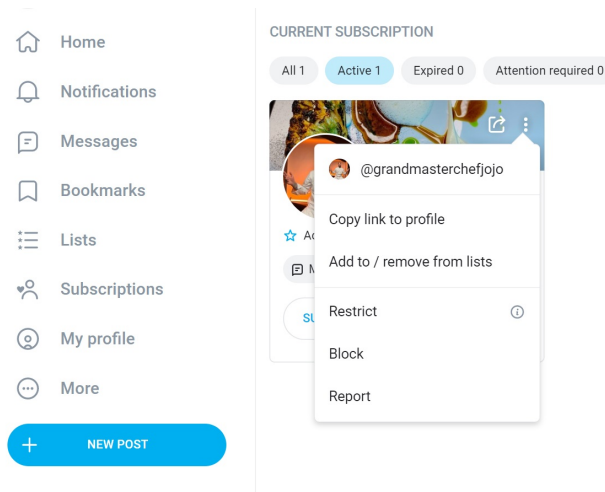 Home
Notifications
Messages
Bookmarks
Lists
Subscriptions
My profile
More
NEW POST
CURRENT SUBSCRIPTION
All 1
Active 1
Expired 0
Attention required 0
@grandmasterchefjojo
Copy link to profile
Add to / remove from lists
Restrict
Block
Report